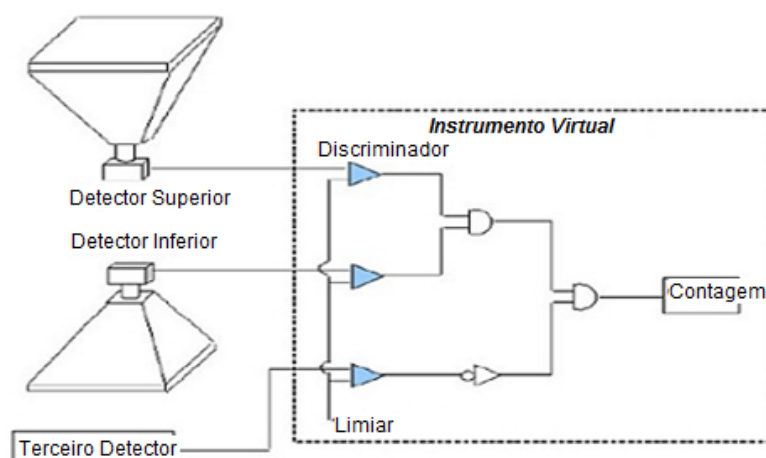 Instrumento Virtual
Discriminador
Detector Superior
Detector Inferior
Contagem
Limiar
Terceiro Detector